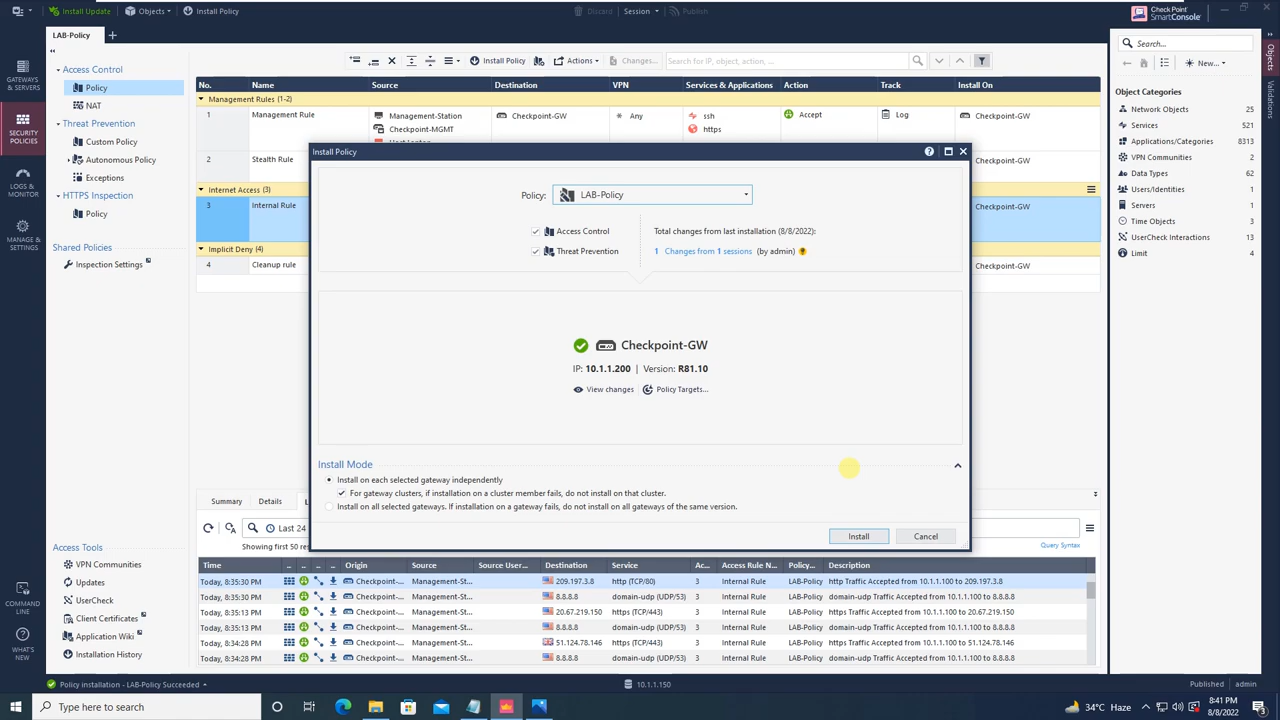 Install Update
Objects
Install Policy
Discard
Session
Publish
Check Point
SmartConsole
LAB-Policy
GATEWAYS & SERVERS
SECURITY POLICIES
LOGS & MONITOR
MANAGE & SETTINGS
COMMAND LINE
WHAT'S NEW
Access Control
Policy
NAT
Threat Prevention
Custom Policy
Autonomous Policy
Exceptions
HTTPS Inspection
Policy
Shared Policies
Inspection Settings
Access Tools
VPN Communities
Updates
UserCheck
Client Certificates
Application Wiki
Installation History
Install Policy
Actions
Changes...
Search for IP, object, action, ...
No. Name Source Destination VPN Services & Applications Action Track Install On
Management Rules (1-2)
1 Management Rule Management-Station Checkpoint-GW Any ssh Accept Log Checkpoint-GW
Checkpoint-MGMT https
2 Stealth Rule Checkpoint-GW
Internet Access (3)
3 Internal Rule Checkpoint-GW
Implicit Deny (4)
4 Cleanup rule Checkpoint-GW
Install Policy
Policy: LAB-Policy
Access Control
Threat Prevention
Total changes from last installation (8/8/2022):
1 Changes from 1 sessions (by admin)
Checkpoint-GW
IP: 10.1.1.200 | Version: R81.10
View changes Policy Targets...
Install Mode
Install on each selected gateway independently
For gateway clusters, if installation on a cluster member fails, do not install on that cluster.
Install on all selected gateways. If installation on a gateway fails, do not install on all gateways of the same version.
Install Cancel
Summary Details L
Last 24
Showing first 50 res
Query Syntax
Time .. .. .. .. Origin Source Source User... Destination Service Ac... Access Rule N... Policy... Description
Today, 8:35:30 PM Checkpoint-... Management-St... 209.197.3.8 http (TCP/80) 3 Internal Rule LAB-Policy http Traffic Accepted from 10.1.1.100 to 209.197.3.8
Today, 8:35:30 PM Checkpoint-... Management-St... 8.8.8.8 domain-udp (UDP/53) 3 Internal Rule LAB-Policy domain-udp Traffic Accepted from 10.1.1.100 to 8.8.8.8
Today, 8:35:13 PM Checkpoint-... Management-St... 20.67.219.150 https (TCP/443) 3 Internal Rule LAB-Policy https Traffic Accepted from 10.1.1.100 to 20.67.219.150
Today, 8:35:13 PM Checkpoint-... Management-St... 8.8.8.8 domain-udp (UDP/53) 3 Internal Rule LAB-Policy domain-udp Traffic Accepted from 10.1.1.100 to 8.8.8.8
Today, 8:34:28 PM Checkpoint-... Management-St... 51.124.78.146 https (TCP/443) 3 Internal Rule LAB-Policy https Traffic Accepted from 10.1.1.100 to 51.124.78.146
Today, 8:34:28 PM Checkpoint-... Management-St... 8.8.8.8 domain-udp (UDP/53) 3 Internal Rule LAB-Policy domain-udp Traffic Accepted from 10.1.1.100 to 8.8.8.8
Search...
New...
Object Categories
Network Objects 25
Services 521
Applications/Categories 8313
VPN Communities 2
Data Types 62
Users/Identities 1
Servers 1
Time Objects 3
UserCheck Interactions 13
Limit 4
Objects
Validations
Policy installation - LAB-Policy Succeeded
10.1.1.150
Published
admin
Type here to search
34°C Haze
8:41 PM
8/8/2022
3